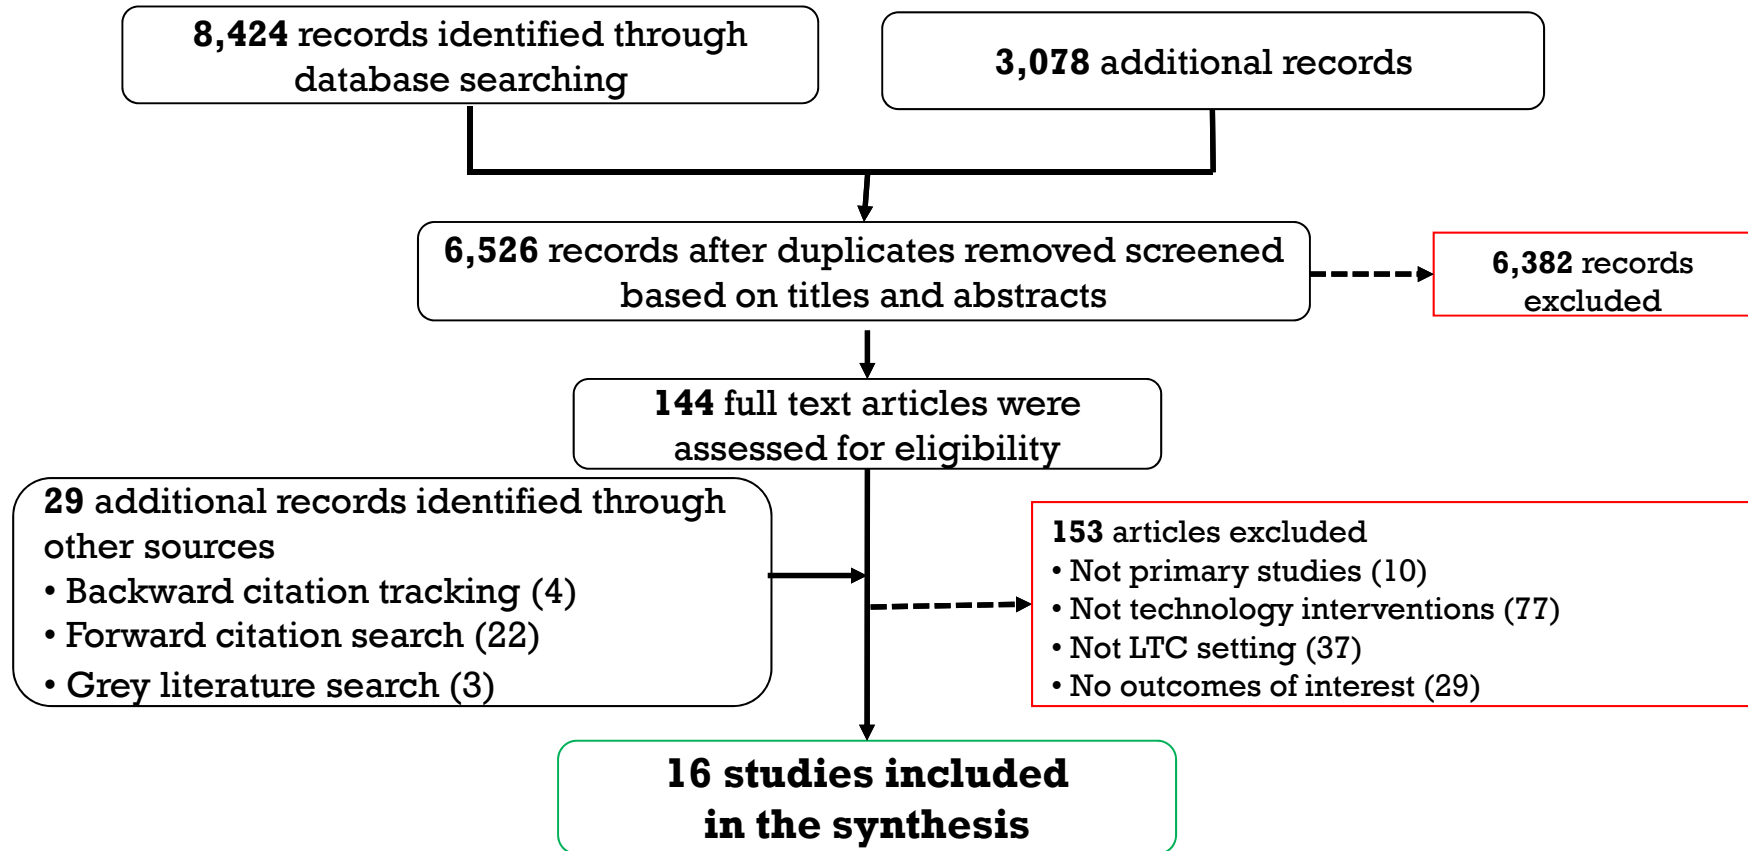 8,424 records identified through
database searching
3,078 additional records
6,526 records after duplicates removed screened
based on titles and abstracts
6,382 records
excluded
144 full text articles were
assessed for eligibility
29 additional records identified through
other sources
• Backward citation tracking (4)
• Forward citation search (22)
• Grey literature search (3)
153 articles excluded
• Not primary studies (10)
• Not technology interventions (77)
• Not LTC setting (37)
• No outcomes of interest (29)
16 studies included
in the synthesis